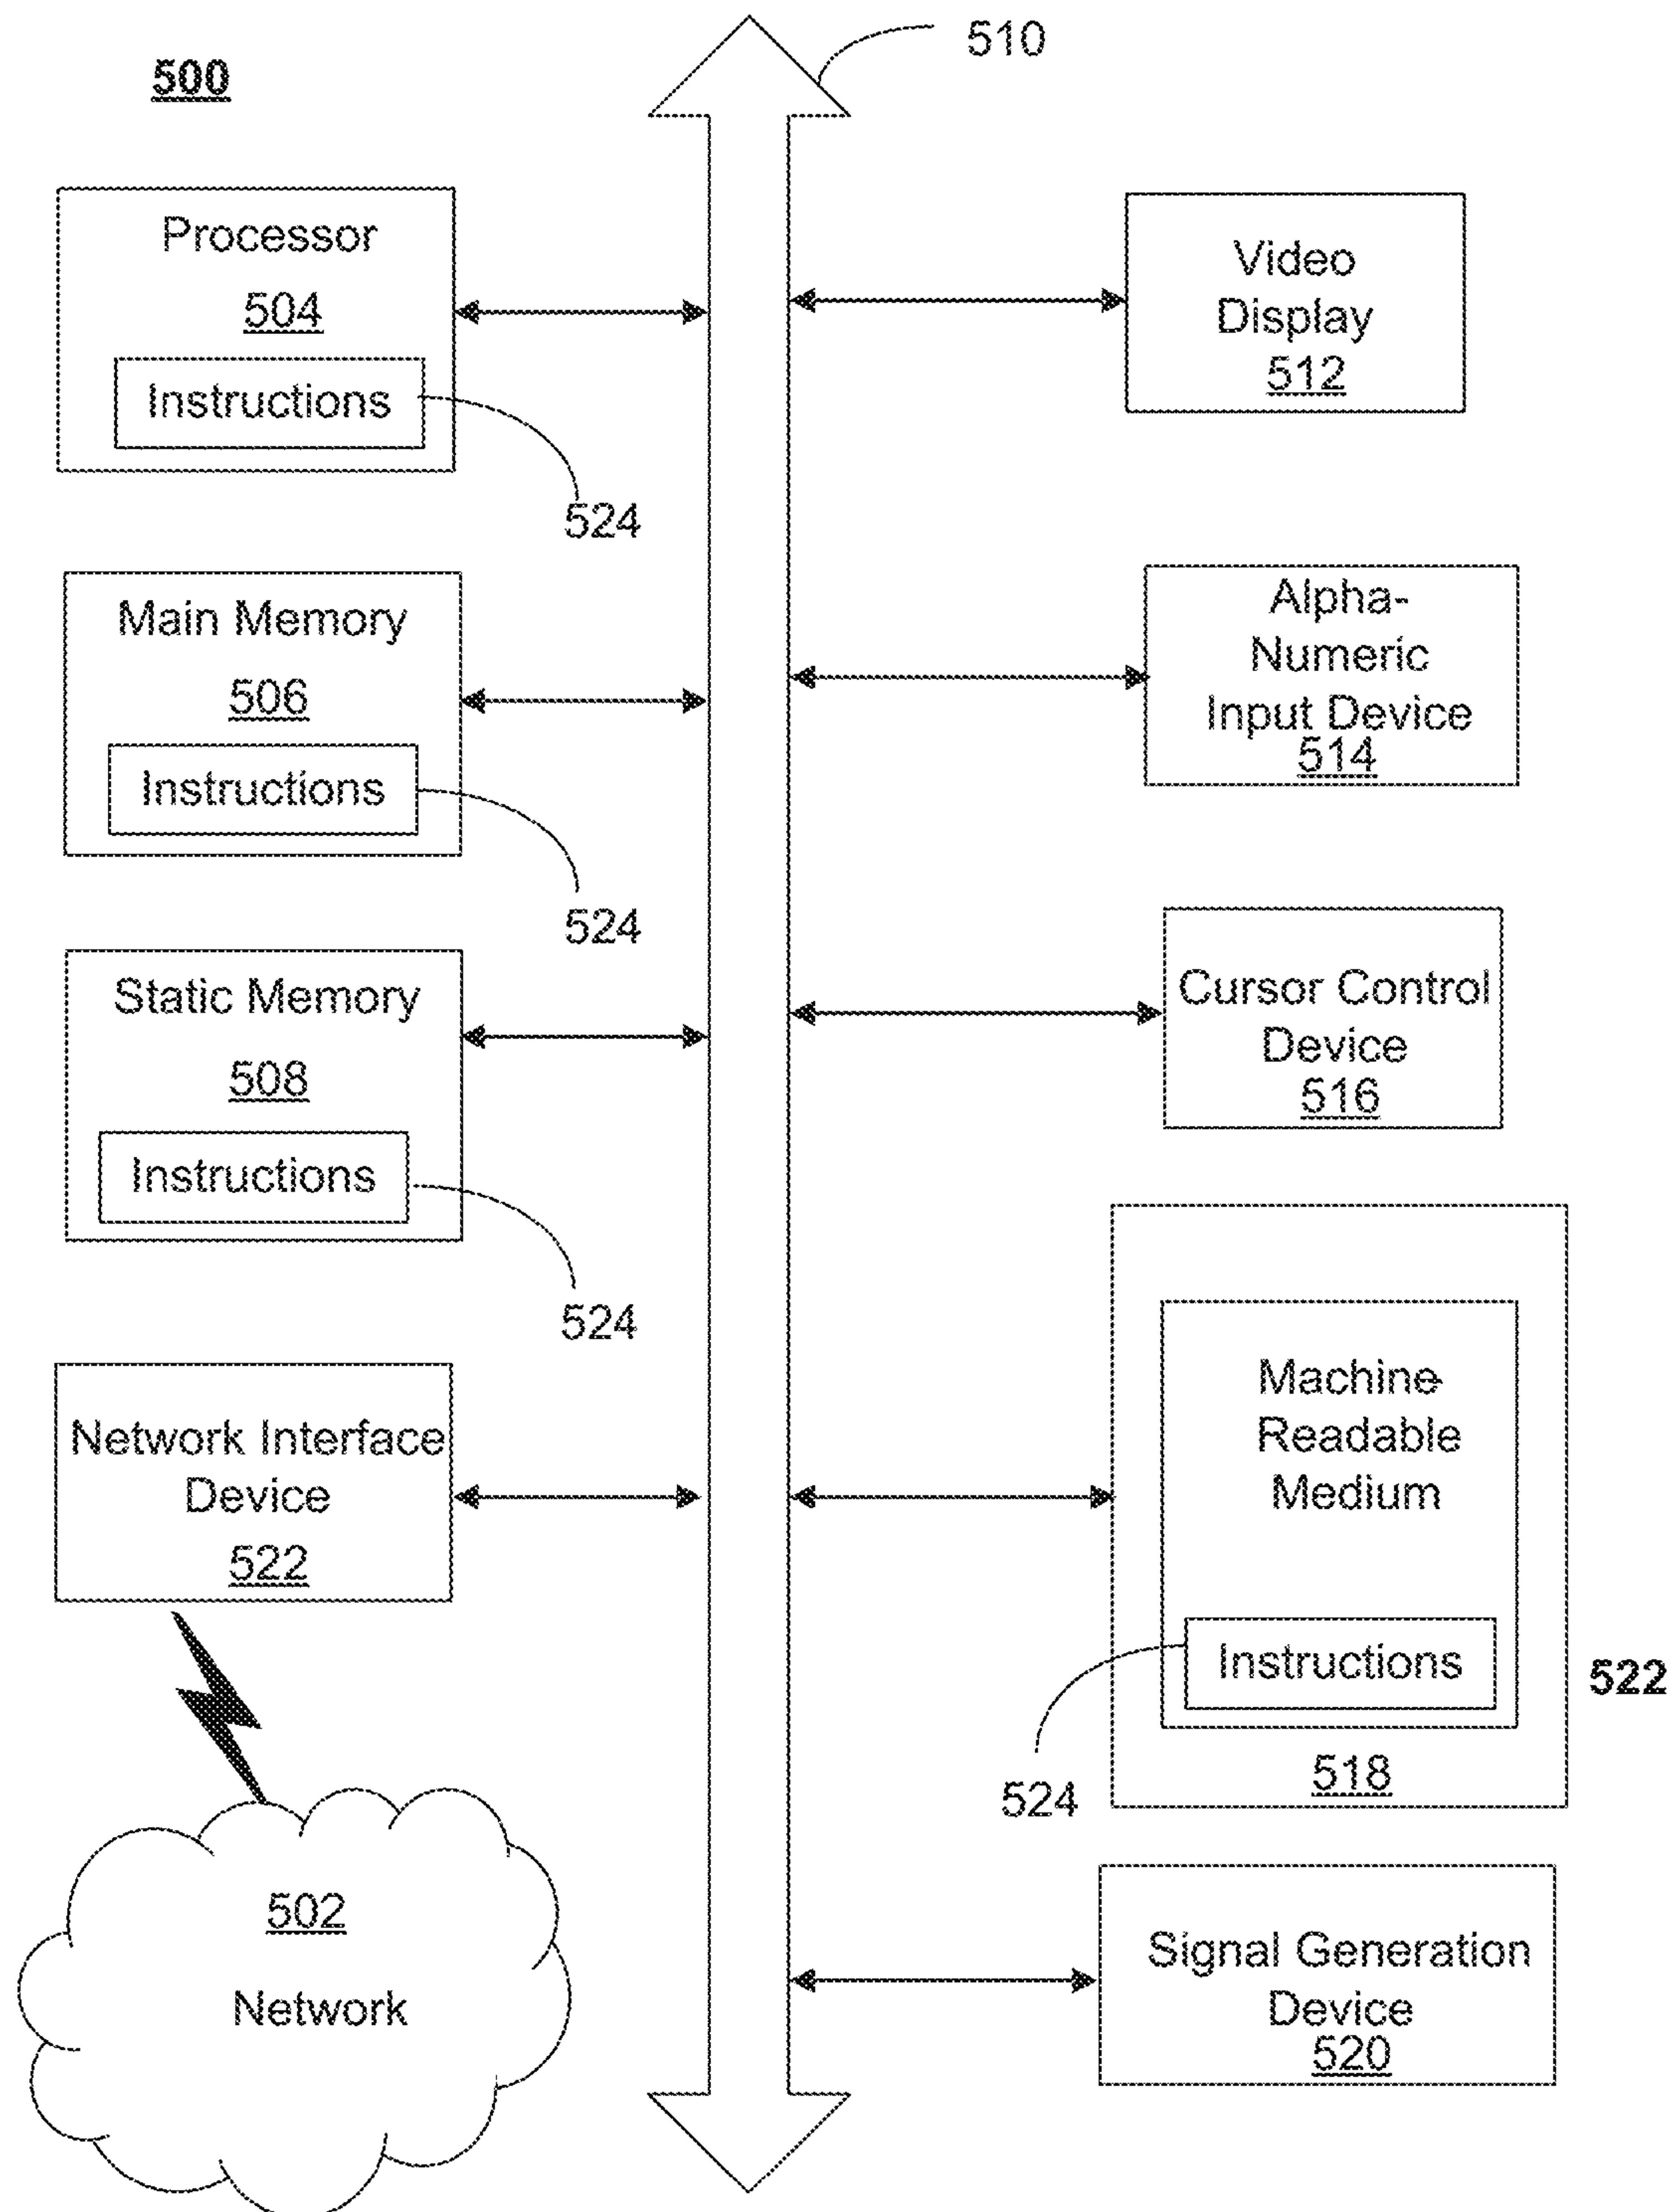 510
500
Processor
504
Instructions
524
Video
Display
512
Main Memory
506
Instructions
524
Alpha-
Numeric
Input Device
514
Static Memory
508
Instructions
524
Cursor Control
Device
516
Network Interface
Device
522
Machine-
Readable
Medium
Instructions
522
518
524
502
Network
Signal Generation
Device
520